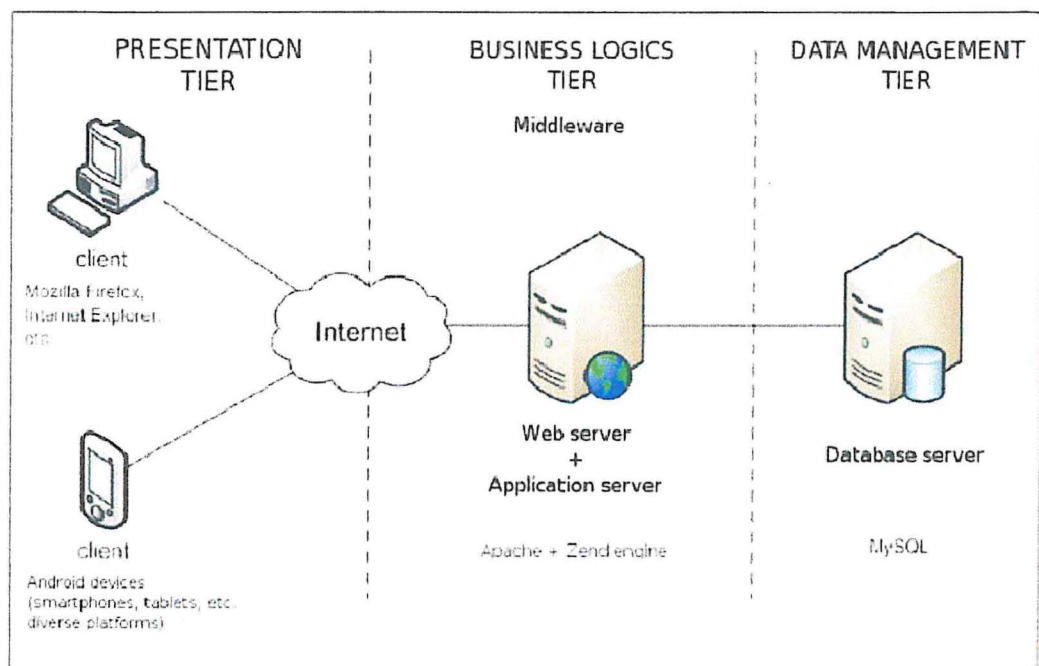 PRESENTATION
TIER
BUSINESS LOGICS
TIER
Middleware
DATA MANAGEMENT
TIER
client
Mozilla Firefox,
Internet Explorer,
etc.
Internet
client
Android devices
(smartphones, tablets, etc.
diverse platforms)
Web server
+
Application server
Apache + Zend engine
Database server
MySQL